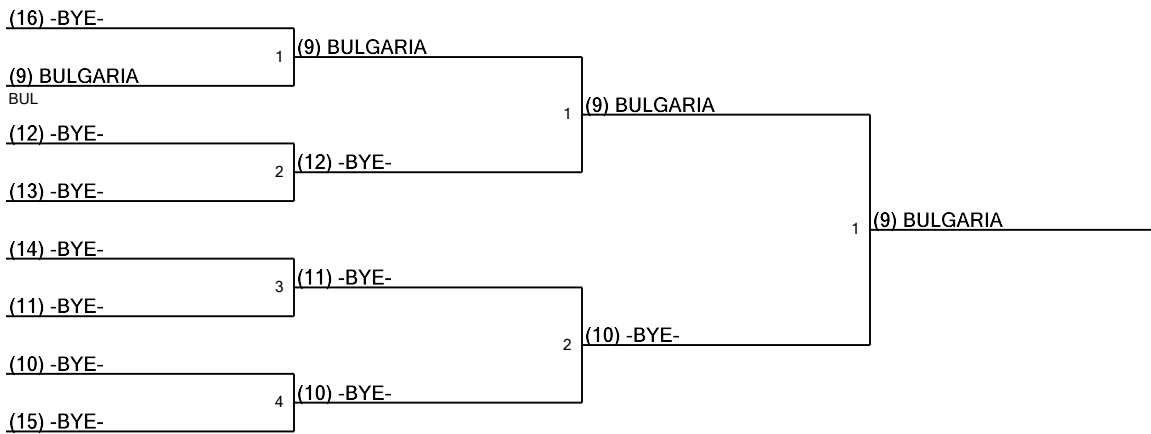 (16) -BYE-
1
(9) BULGARIA
(9) BULGARIA
BUL
1
(9) BULGARIA
(12) -BYE-
2
(12) -BYE-
(13) -BYE-
1
(9) BULGARIA
(14) -BYE-
3
(11) -BYE-
(11) -BYE-
2
(10) -BYE-
(10) -BYE-
4
(10) -BYE-
(15) -BYE-